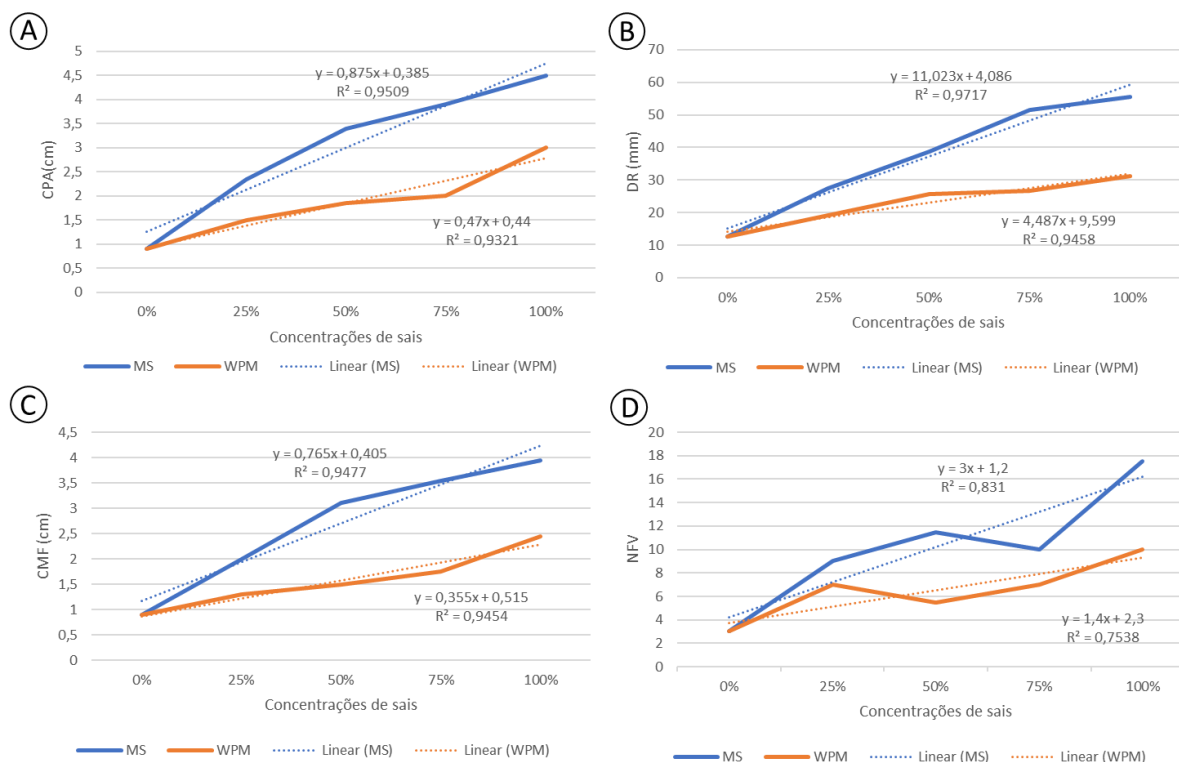 A
5
4,5
4
3,5
3
2,5
2
1,5
1
0,5
0
CPA(cm)
y = 0,875x + 0,385
R² = 0,9509
y = 0,47x + 0,44
R² = 0,9321
0% 25% 50% 75% 100%
Concentrações de sais
MS WPM Linear (MS) Linear (WPM)
B
70
60
50
40
30
20
10
0
DR (mm)
y = 11,023x + 4,086
R² = 0,9717
y = 4,487x + 9,599
R² = 0,9458
0% 25% 50% 75% 100%
Concentrações de sais
MS WPM Linear (MS) Linear (WPM)
C
4,5
4
3,5
3
2,5
2
1,5
1
0,5
0
CMF (cm)
y = 0,765x + 0,405
R² = 0,9477
y = 0,355x + 0,515
R² = 0,9454
0% 25% 50% 75% 100%
Concentrações de sais
MS WPM Linear (MS) Linear (WPM)
D
20
18
16
14
12
10
8
6
4
2
0
NFV
y = 3x + 1,2
R² = 0,831
y = 1,4x + 2,3
R² = 0,7538
0% 25% 50% 75% 100%
Concentrações de sais
MS WPM Linear (MS) Linear (WPM)